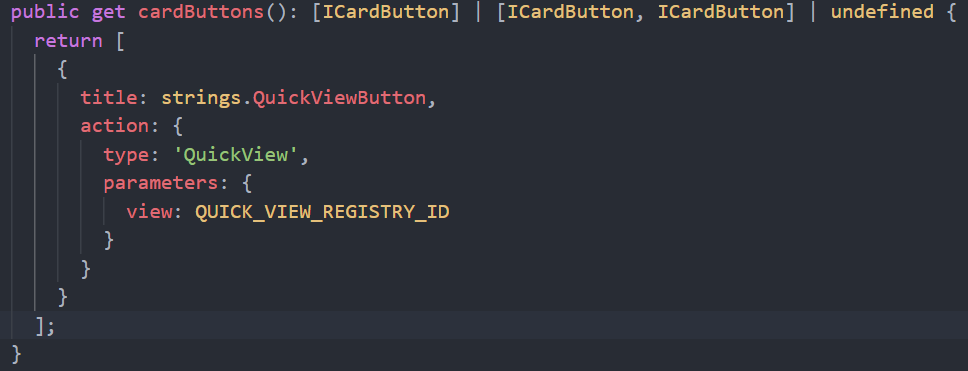 public get cardButtons(): [ICardButton] | [ICardButton, ICardButton] | undefined {
  return [
    {
      title: strings.QuickViewButton,
      action: {
        type: 'QuickView',
        parameters: {
          view: QUICK_VIEW_REGISTRY_ID
        }
      }
    }
  ];
}